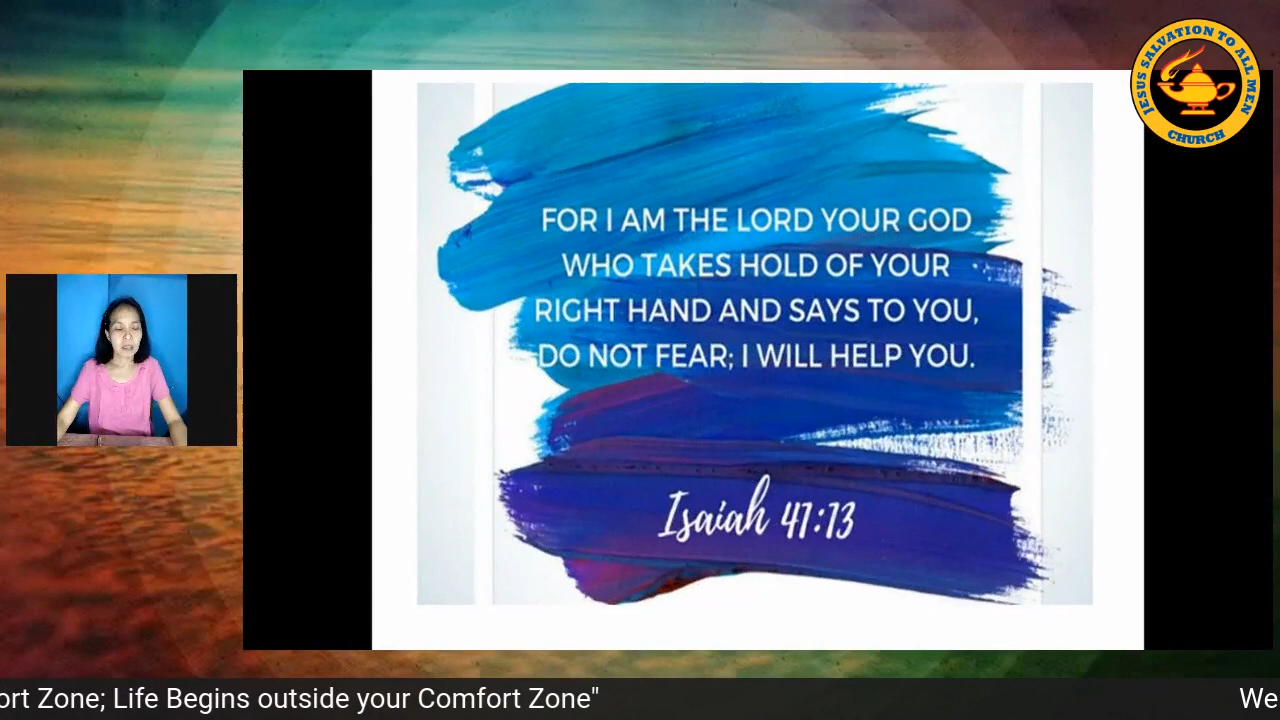 JESUS SALVATION TO ALL MEN
CHURCH
FOR I AM THE LORD YOUR GOD
WHO TAKES HOLD OF YOUR
RIGHT HAND AND SAYS TO YOU,
DO NOT FEAR; I WILL HELP YOU.
Isaiah 41:13
ort Zone; Life Begins outside your Comfort Zone" We